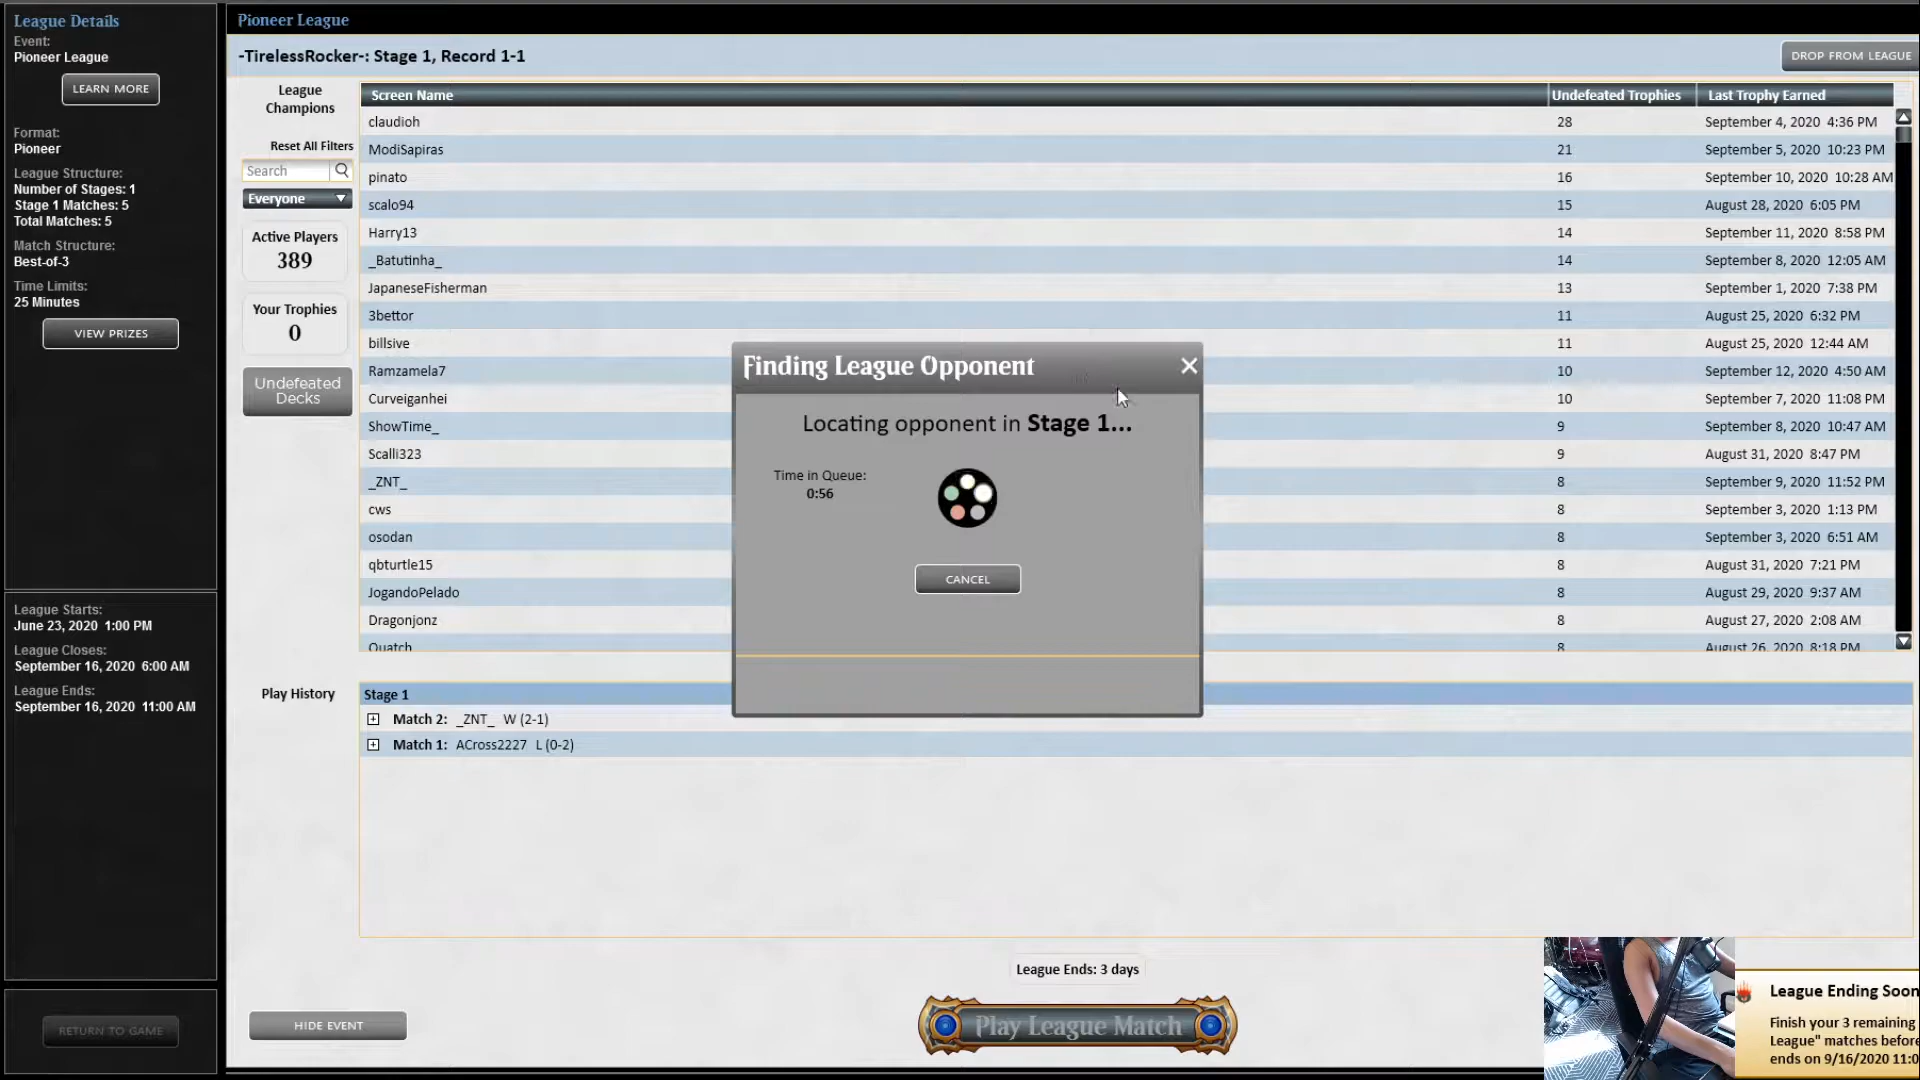 League Details
Event:
Pioneer League
LEARN MORE
Format:
Pioneer
League Structure:
Number of Stages: 1
Stage 1 Matches: 5
Total Matches: 5
Match Structure:
Best-of-3
Time Limits:
25 Minutes
VIEW PRIZES
League Starts:
June 23, 2020 1:00 PM
League Closes:
September 16, 2020 6:00 AM
League Ends:
September 16, 2020 11:00 AM
RETURN TO GAME
Pioneer League
-TirelessRocker-: Stage 1, Record 1-1
DROP FROM LEAGUE
League
Champions
Reset All Filters
Search
Everyone
Active Players
389
Your Trophies
0
Undefeated
Decks
Screen Name Undefeated Trophies Last Trophy Earned
claudioh 28 September 4, 2020 4:36 PM
ModiSapiras 21 September 5, 2020 10:23 PM
pinato 16 September 10, 2020 10:28 AM
scalo94 15 August 28, 2020 6:05 PM
Harry13 14 September 11, 2020 8:58 PM
_Batutinha_ 14 September 8, 2020 12:05 AM
JapaneseFisherman 13 September 1, 2020 7:38 PM
3bettor 11 August 25, 2020 6:32 PM
billsive 11 August 25, 2020 12:44 AM
Ramzamela7 10 September 12, 2020 4:50 AM
Curveiganhei 10 September 7, 2020 11:08 PM
ShowTime_ 9 September 8, 2020 10:47 AM
Scalli323 9 August 31, 2020 8:47 PM
_ZNT_ 8 September 9, 2020 11:52 PM
cws 8 September 3, 2020 1:13 PM
osodan 8 September 3, 2020 6:51 AM
qbturtle15 8 August 31, 2020 7:21 PM
JogandoPelado 8 August 29, 2020 9:37 AM
Dragonjonz 8 August 27, 2020 2:08 AM
Quatch 8 August 26, 2020 8:18 PM
Finding League Opponent
Locating opponent in Stage 1...
Time in Queue:
0:56
CANCEL
Play History
Stage 1
Match 2: _ZNT_ W (2-1)
Match 1: ACross2227 L (0-2)
League Ends: 3 days
HIDE EVENT
Play League Match
League Ending Soon
Finish your 3 remaining
League" matches before
ends on 9/16/2020 11:0